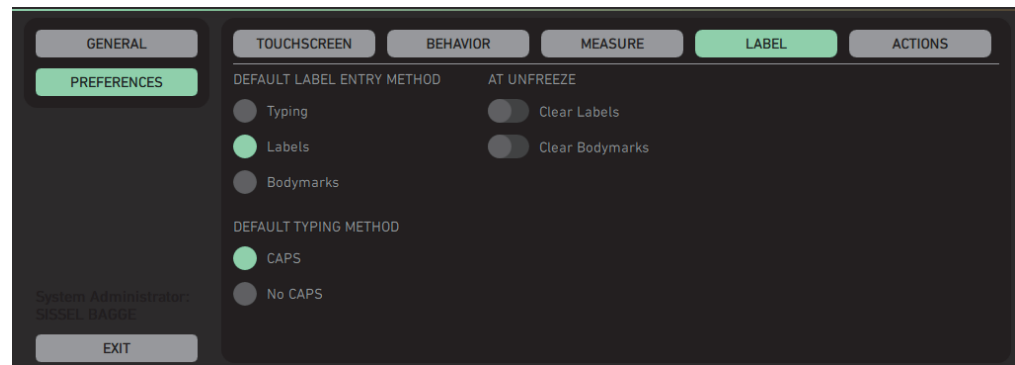 GENERAL
PREFERENCES
TOUCHSCREEN
BEHAVIOR
MEASURE
LABEL
ACTIONS
DEFAULT LABEL ENTRY METHOD
Typing
Labels
Bodymarks
AT UNFREEZE
Clear Labels
Clear Bodymarks
DEFAULT TYPING METHOD
CAPS
No CAPS
System Administrator:
SISSEL BAGGE
EXIT